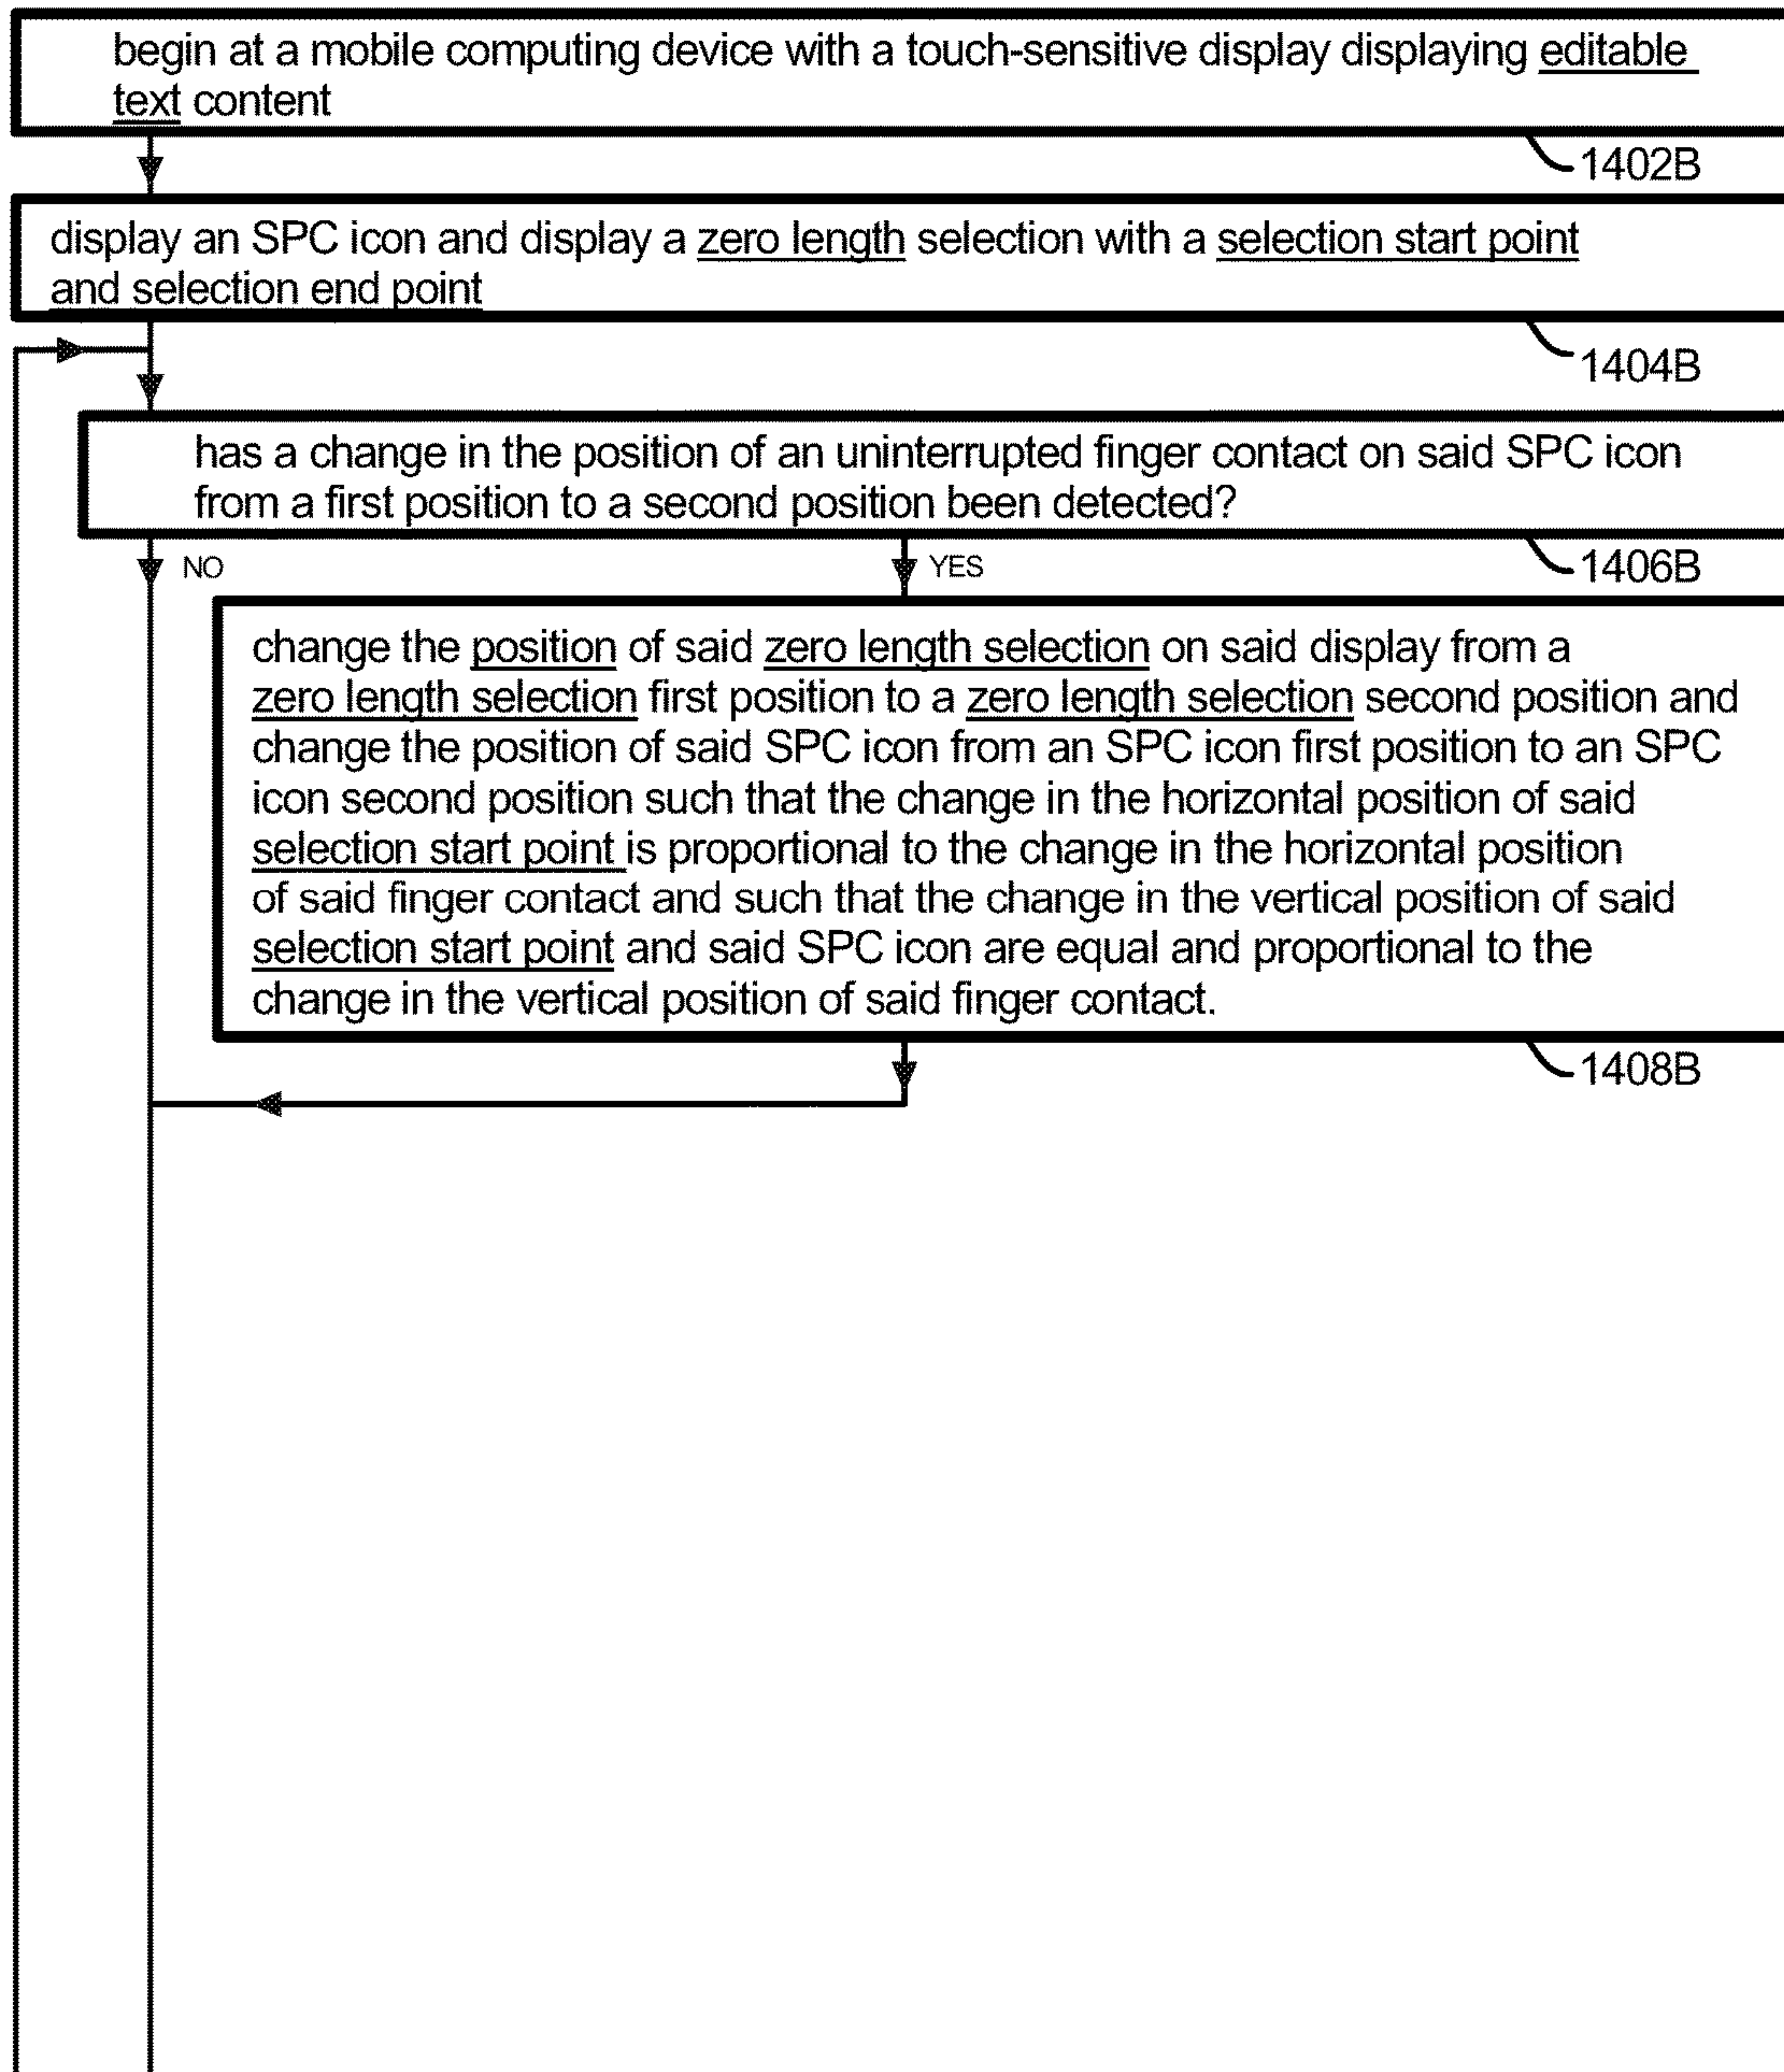 begin at a mobile computing device with a touch-sensitive display displaying editable
text content
1402B
display an SPC icon and display a zero length selection with a selection start point
and selection end point
1404B
has a change in the position of an uninterrupted finger contact on said SPC icon
from a first position to a second position been detected?
1406B
NO
YES
change the position of said zero length selection on said display from a
zero length selection first position to a zero length selection second position and
change the position of said SPC icon from an SPC icon first position to an SPC
icon second position such that the change in the horizontal position of said
selection start point is proportional to the change in the horizontal position
of said finger contact and such that the change in the vertical position of said
selection start point and said SPC icon are equal and proportional to the
change in the vertical position of said finger contact.
1408B